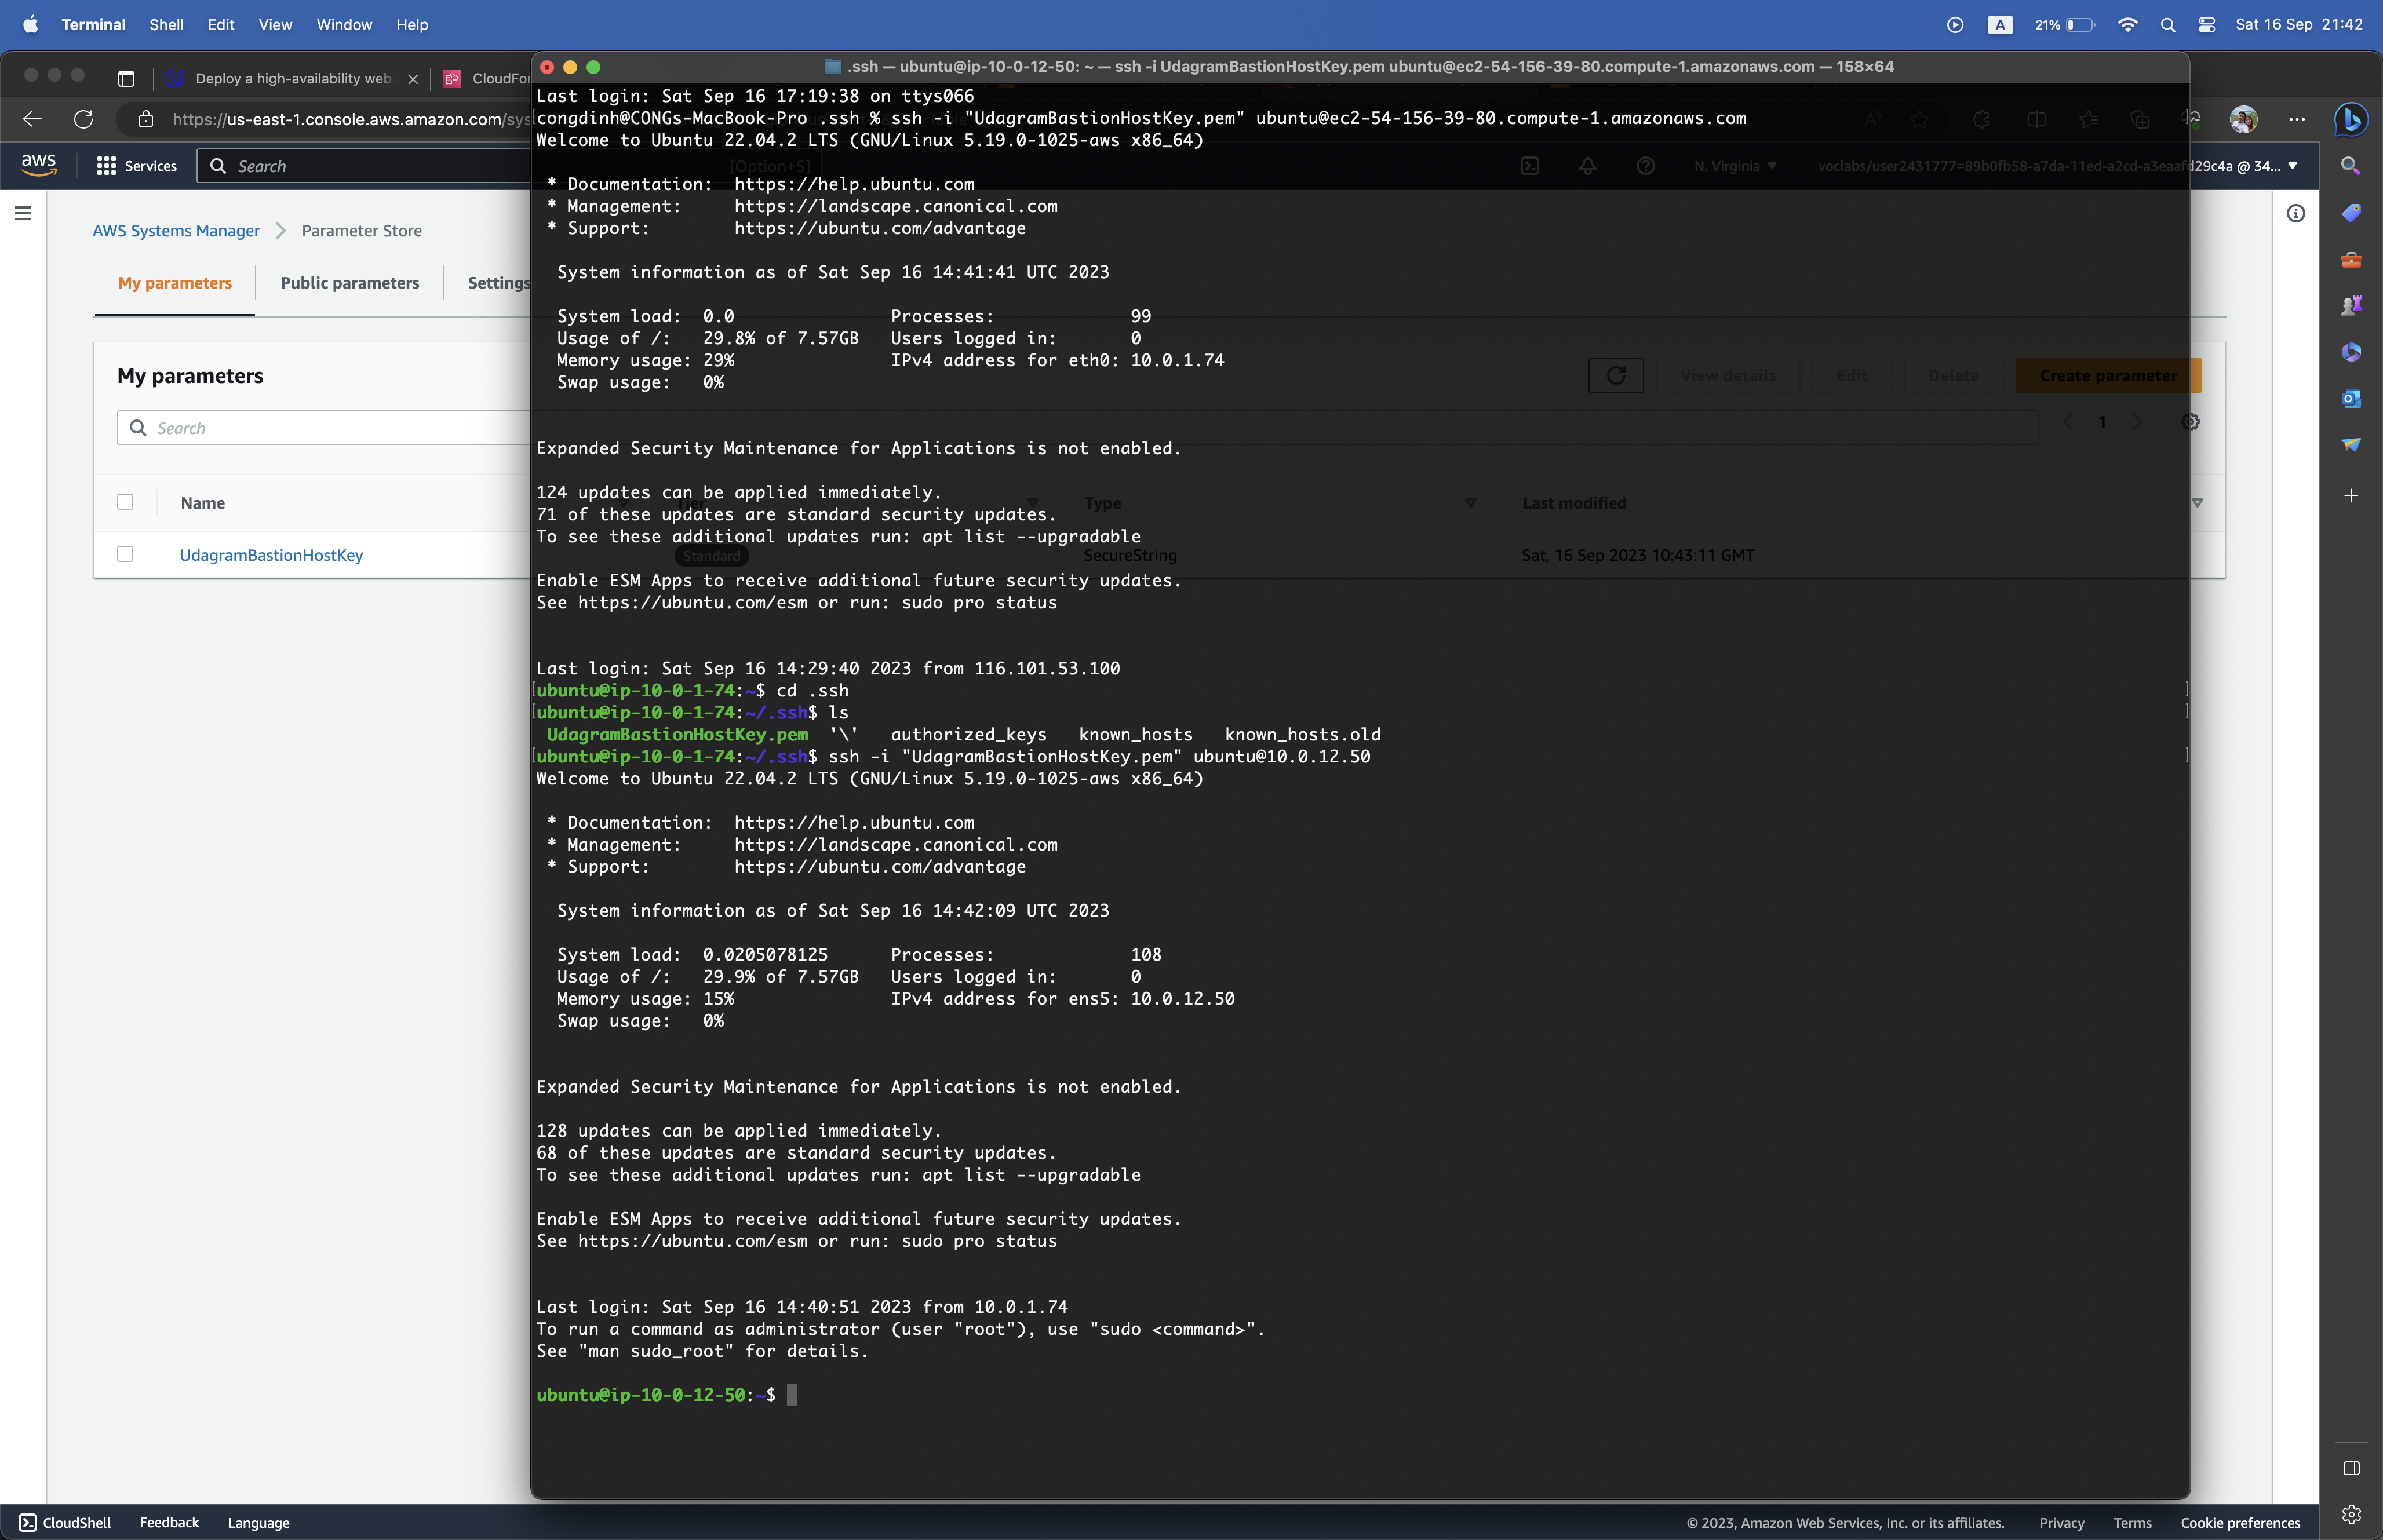 Terminal Shell Edit View Window Help A 21% Sat 16 Sep 21:42
Deploy a high-availability web CloudFor
.ssh — ubuntu@ip-10-0-12-50: ~ — ssh -i UdagramBastionHostKey.pem ubuntu@ec2-54-156-39-80.compute-1.amazonaws.com — 158×64
https://us-east-1.console.aws.amazon.com/sys
aws Services Search [Option+S] N. Virginia voclabs/user2431777=89b0fb58-a7da-11ed-a2cd-a3eaafd29c4a @ 34...
AWS Systems Manager Parameter Store
My parameters Public parameters Settings
My parameters
View details Edit Delete Create parameter
Search
1
Name Tier Type Last modified
UdagramBastionHostKey Standard SecureString Sat, 16 Sep 2023 10:43:11 GMT
Last login: Sat Sep 16 17:19:38 on ttys066
congdinh@CONGs-MacBook-Pro .ssh % ssh -i "UdagramBastionHostKey.pem" ubuntu@ec2-54-156-39-80.compute-1.amazonaws.com
Welcome to Ubuntu 22.04.2 LTS (GNU/Linux 5.19.0-1025-aws x86_64)
* Documentation: https://help.ubuntu.com
* Management: https://landscape.canonical.com
* Support: https://ubuntu.com/advantage
System information as of Sat Sep 16 14:41:41 UTC 2023
System load: 0.0 Processes: 99
Usage of /: 29.8% of 7.57GB Users logged in: 0
Memory usage: 29% IPv4 address for eth0: 10.0.1.74
Swap usage: 0%
Expanded Security Maintenance for Applications is not enabled.
124 updates can be applied immediately.
71 of these updates are standard security updates.
To see these additional updates run: apt list --upgradable
Enable ESM Apps to receive additional future security updates.
See https://ubuntu.com/esm or run: sudo pro status
Last login: Sat Sep 16 14:29:40 2023 from 116.101.53.100
[ubuntu@ip-10-0-1-74:~$ cd .ssh ]
[ubuntu@ip-10-0-1-74:~/.ssh$ ls ]
UdagramBastionHostKey.pem '\' authorized_keys known_hosts known_hosts.old
[ubuntu@ip-10-0-1-74:~/.ssh$ ssh -i "UdagramBastionHostKey.pem" ubuntu@10.0.12.50 ]
Welcome to Ubuntu 22.04.2 LTS (GNU/Linux 5.19.0-1025-aws x86_64)
* Documentation: https://help.ubuntu.com
* Management: https://landscape.canonical.com
* Support: https://ubuntu.com/advantage
System information as of Sat Sep 16 14:42:09 UTC 2023
System load: 0.0205078125 Processes: 108
Usage of /: 29.9% of 7.57GB Users logged in: 0
Memory usage: 15% IPv4 address for ens5: 10.0.12.50
Swap usage: 0%
Expanded Security Maintenance for Applications is not enabled.
128 updates can be applied immediately.
68 of these updates are standard security updates.
To see these additional updates run: apt list --upgradable
Enable ESM Apps to receive additional future security updates.
See https://ubuntu.com/esm or run: sudo pro status
Last login: Sat Sep 16 14:40:51 2023 from 10.0.1.74
To run a command as administrator (user "root"), use "sudo <command>".
See "man sudo_root" for details.
ubuntu@ip-10-0-12-50:~$
CloudShell Feedback Language © 2023, Amazon Web Services, Inc. or its affiliates. Privacy Terms Cookie preferences